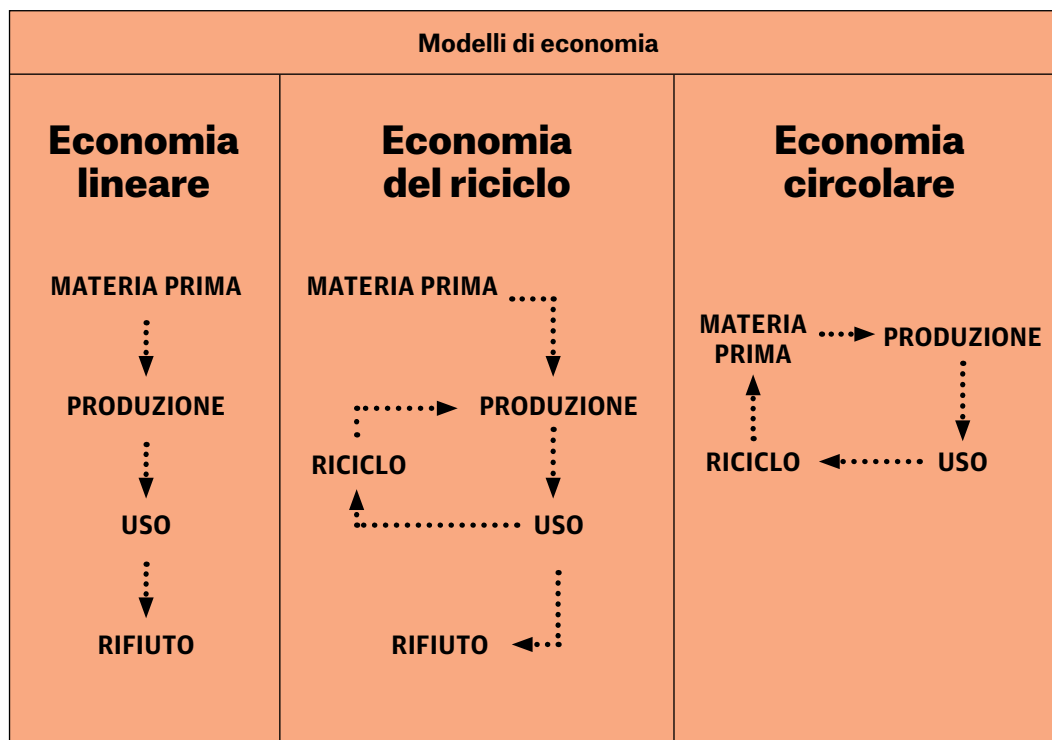 Modelli di economia
Economia
lineare
MATERIA PRIMA
PRODUZIONE
USO
RIFIUTO
Economia
del riciclo
MATERIA PRIMA
PRODUZIONE
RICICLO
USO
RIFIUTO
Economia
circolare
MATERIA
PRIMA
PRODUZIONE
RICICLO
USO